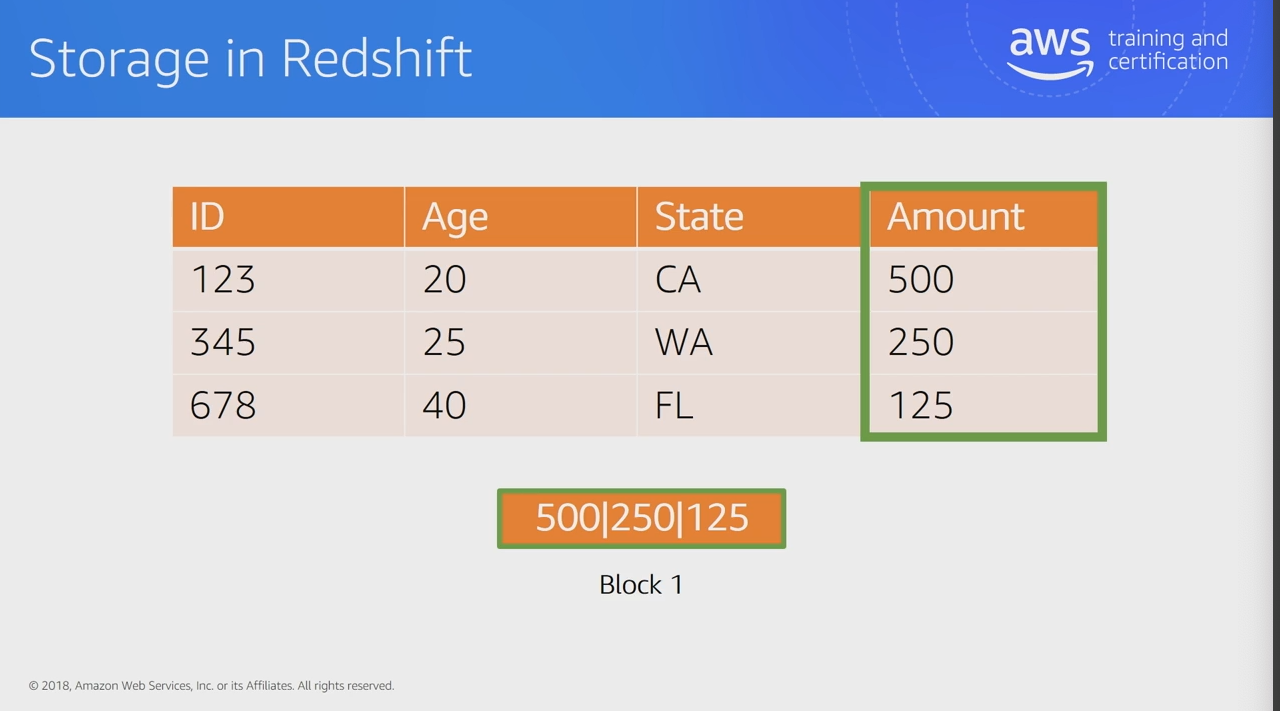 Storage in Redshift
aws training and
certification
ID Age State Amount
123 20 CA 500
345 25 WA 250
678 40 FL 125
500|250|125
Block 1
© 2018, Amazon Web Services, Inc. or its Affiliates. All rights reserved.